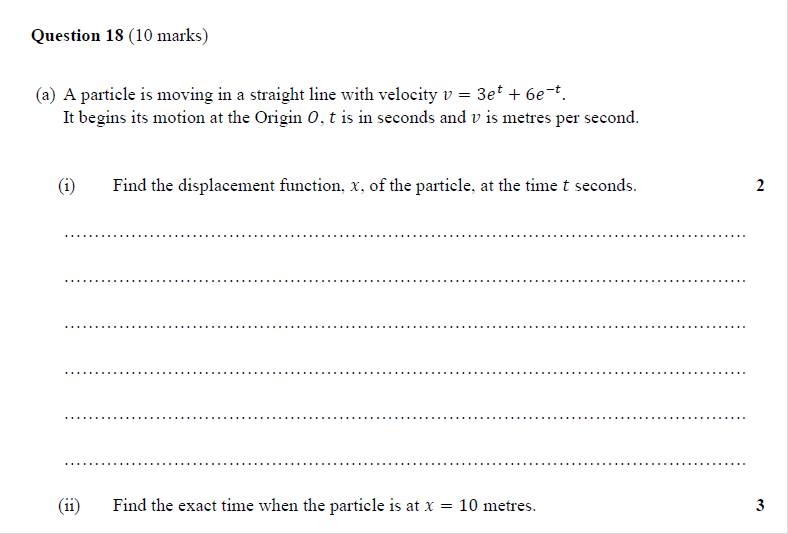 Question 18 (10 marks)
(a) A particle is moving in a straight line with velocity v = 3eᵗ + 6e⁻ᵗ.
It begins its motion at the Origin O, t is in seconds and v is metres per second.
(i) Find the displacement function, x, of the particle, at the time t seconds. 2
................................................................................
................................................................................
................................................................................
................................................................................
................................................................................
................................................................................
(ii) Find the exact time when the particle is at x = 10 metres. 3